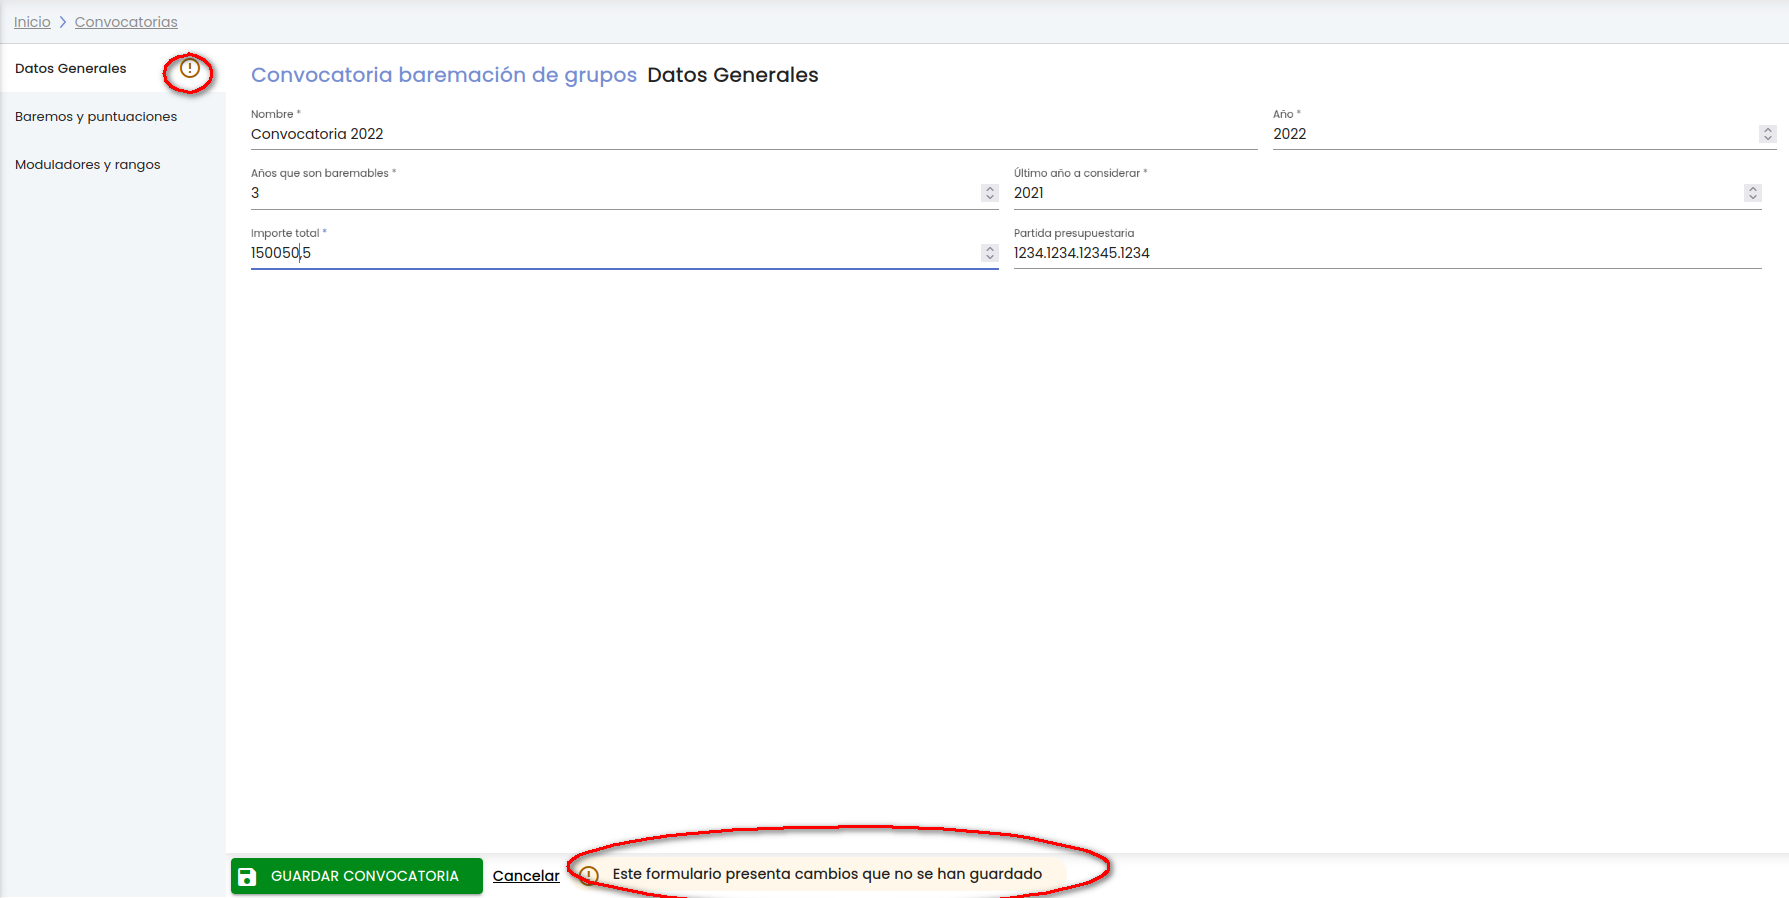 Inicio > Convocatorias
Datos Generales
Baremos y puntuaciones
Moduladores y rangos
Convocatoria baremación de grupos Datos Generales
Nombre *
Convocatoria 2022
Año *
2022
Años que son baremables *
3
Último año a considerar *
2021
Importe total *
150050,5
Partida presupuestaria
1234.1234.12345.1234
GUARDAR CONVOCATORIA
Cancelar
Este formulario presenta cambios que no se han guardado